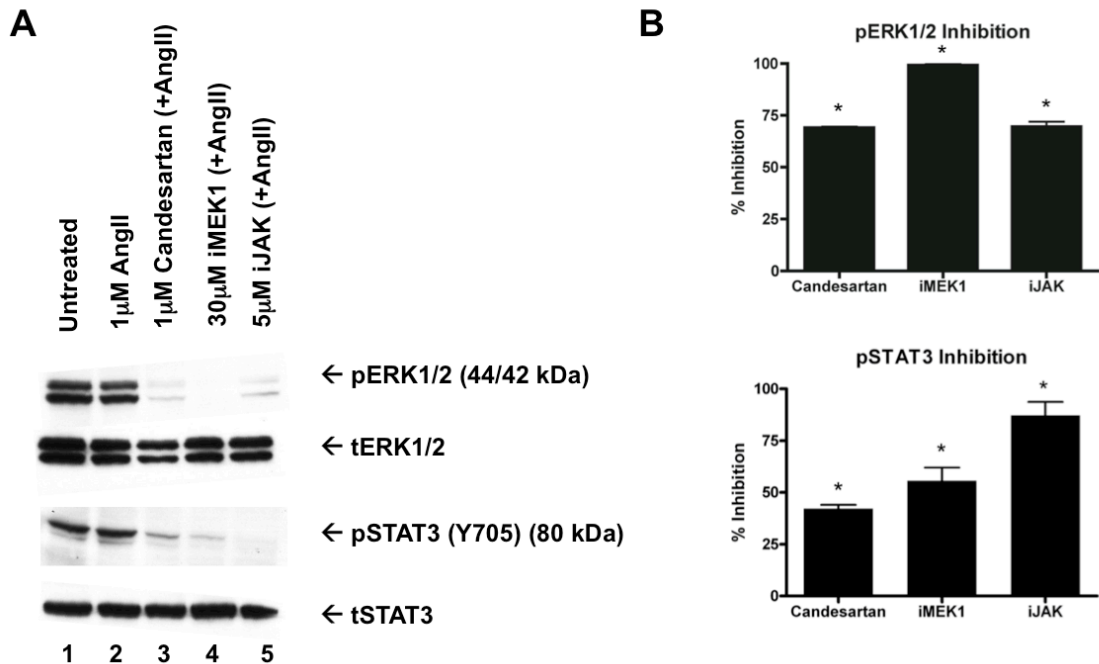 A
Untreated
1μM AngII
1μM Candesartan (+AngII)
30μM iMEK1 (+AngII)
5μM iJAK (+AngII)
← pERK1/2 (44/42 kDa)
← tERK1/2
← pSTAT3 (Y705) (80 kDa)
← tSTAT3
1 2 3 4 5
B
pERK1/2 Inhibition
% Inhibition
100
75
50
25
0
* * *
Candesartan iMEK1 iJAK
pSTAT3 Inhibition
% Inhibition
100
75
50
25
0
* * *
Candesartan iMEK1 iJAK